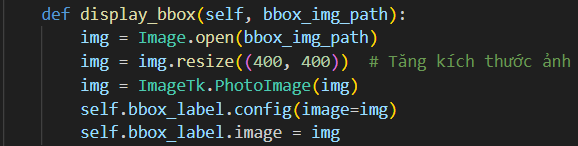 def display_bbox(self, bbox_img_path):
    img = Image.open(bbox_img_path)
    img = img.resize((400, 400))  # Tăng kích thước ảnh
    img = ImageTk.PhotoImage(img)
    self.bbox_label.config(image=img)
    self.bbox_label.image = img